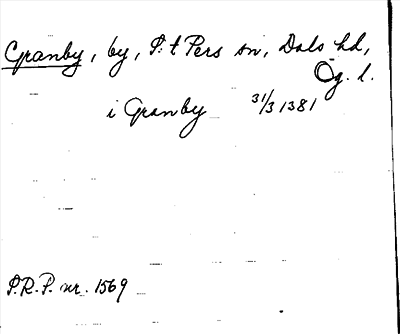 Granby, by, S:t Pers sn, Dals hd,
Ög. l.
i Granby 31/3 1381
S.R.P. nr. 1569